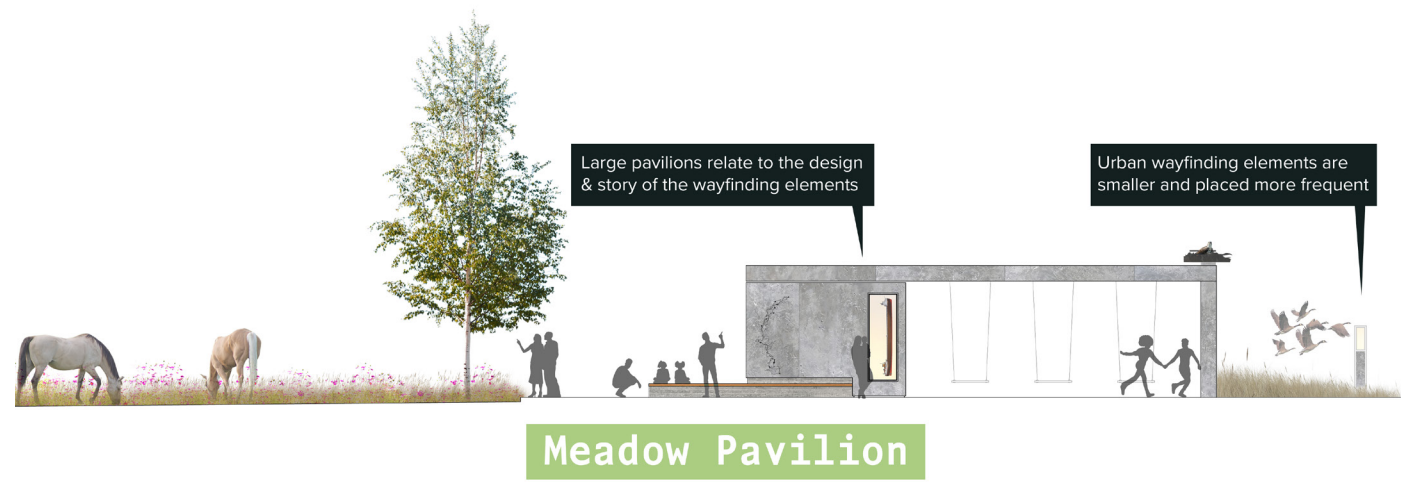 Large pavilions relate to the design
& story of the wayfinding elements
Urban wayfinding elements are
smaller and placed more frequent
Meadow Pavilion